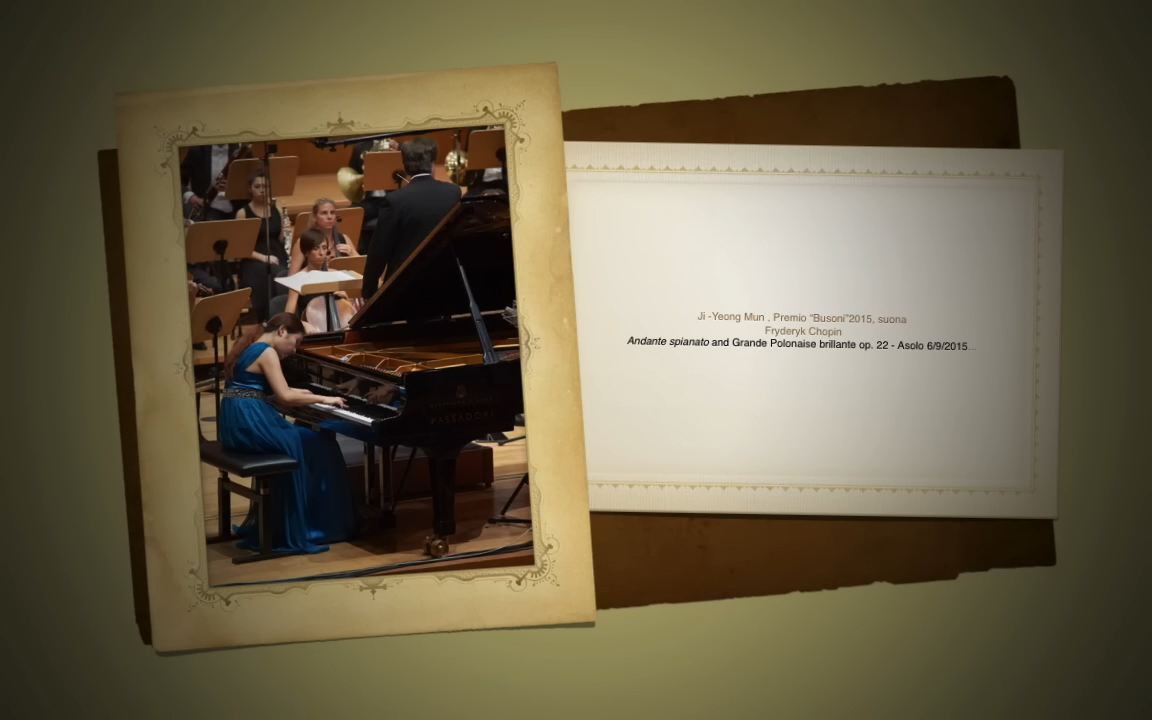 Ji -Yeong Mun , Premio “Busoni”2015, suona
Fryderyk Chopin
Andante spianato and Grande Polonaise brillante op. 22 - Asolo 6/9/2015
PASSADORI